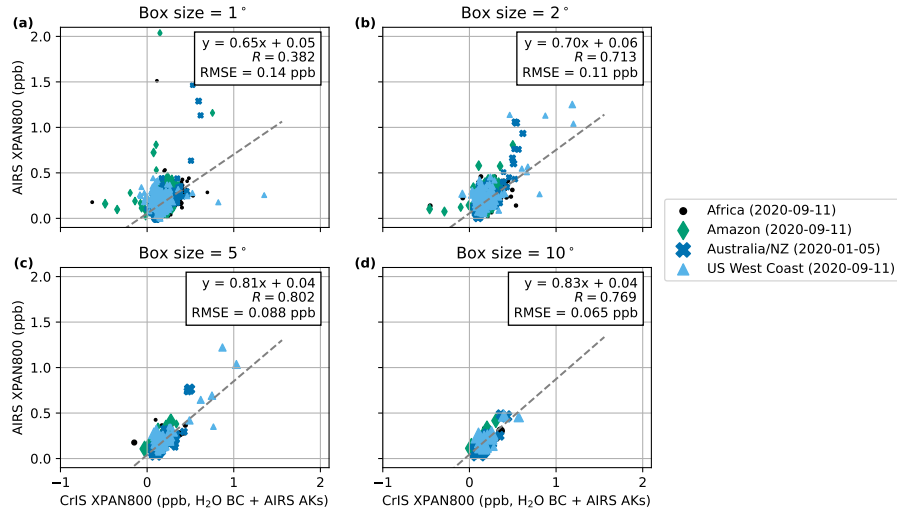 (a)
Box size = 1°
y = 0.65x + 0.05
R = 0.382
RMSE = 0.14 ppb
AIRS XPAN800 (ppb)
2.0
1.5
1.0
0.5
0.0
(b)
Box size = 2°
y = 0.70x + 0.06
R = 0.713
RMSE = 0.11 ppb
Africa (2020-09-11)
Amazon (2020-09-11)
Australia/NZ (2020-01-05)
US West Coast (2020-09-11)
(c)
Box size = 5°
y = 0.81x + 0.04
R = 0.802
RMSE = 0.088 ppb
AIRS XPAN800 (ppb)
2.0
1.5
1.0
0.5
0.0
−1 0 1 2
CrIS XPAN800 (ppb, H₂O BC + AIRS AKs)
(d)
Box size = 10°
y = 0.83x + 0.04
R = 0.769
RMSE = 0.065 ppb
−1 0 1 2
CrIS XPAN800 (ppb, H₂O BC + AIRS AKs)